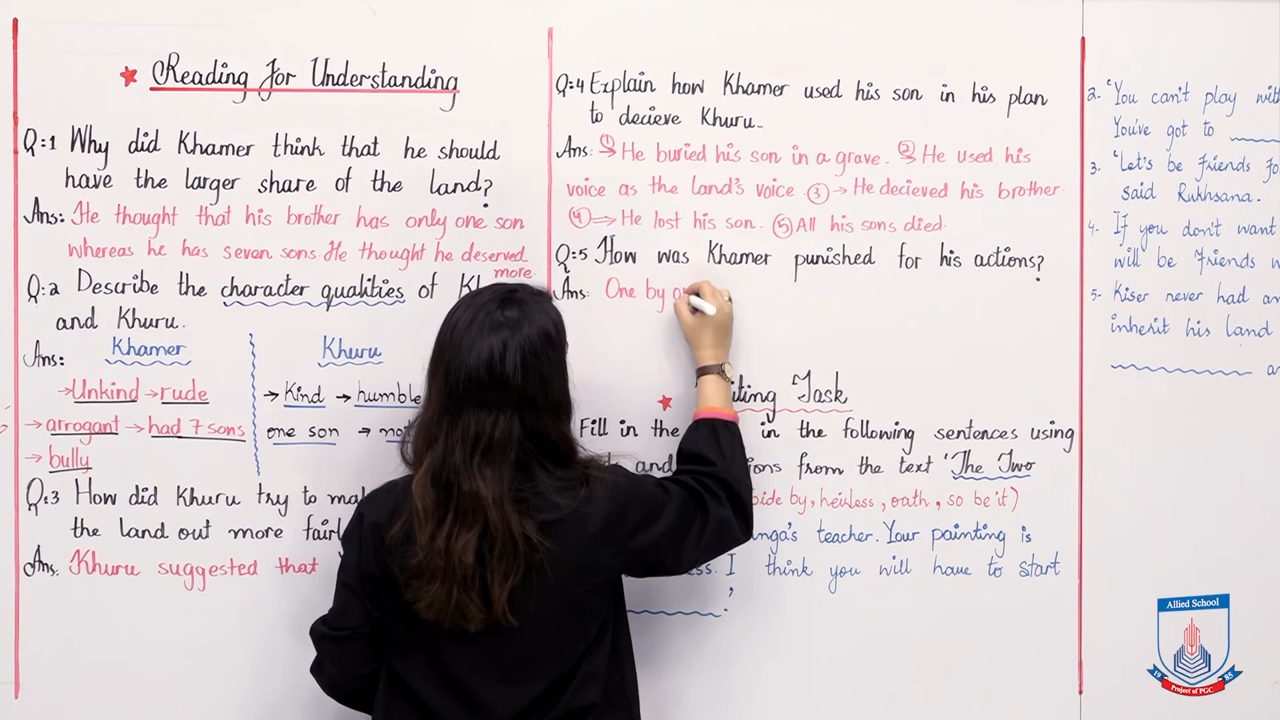 Reading for Understanding
Q:1 Why did Khamer think that he should
have the larger share of the land?
Ans: He thought that his brother has only one son
whereas he has seven sons. He thought he deserved
more.
Q:2 Describe the character qualities of
and Khuru.
Ans:
Khamer
Khuru
→Unkind →rude
→arrogant →had 7 sons
→bully
→Kind →humble
one son →
Q:3 How did Khuru try to
the land out more
Ans. Khuru suggested that
Q:4 Explain how Khamer used his son in his plan
to decieve Khuru.
Ans: ① → He buried his son in a grave. ② → He used his
voice as the land's voice ③ → He decieved his brother.
④ ⇒ He lost his son. ⑤ All his sons died.
Q:5 How was Khamer punished for his actions?
Ans: One by
Task
Fill in the in the following sentences using
and from the text 'The Two
by, heirless, oath, so be it)
teacher. Your painting is
I think you will have to start
2. 'You can't play
You've got to
3. 'Let's be friends
said Rukhsana.
4. If you don't want
will be friends
5. Kiser never had
inherit his land
Allied School
19 85
Project of PGC